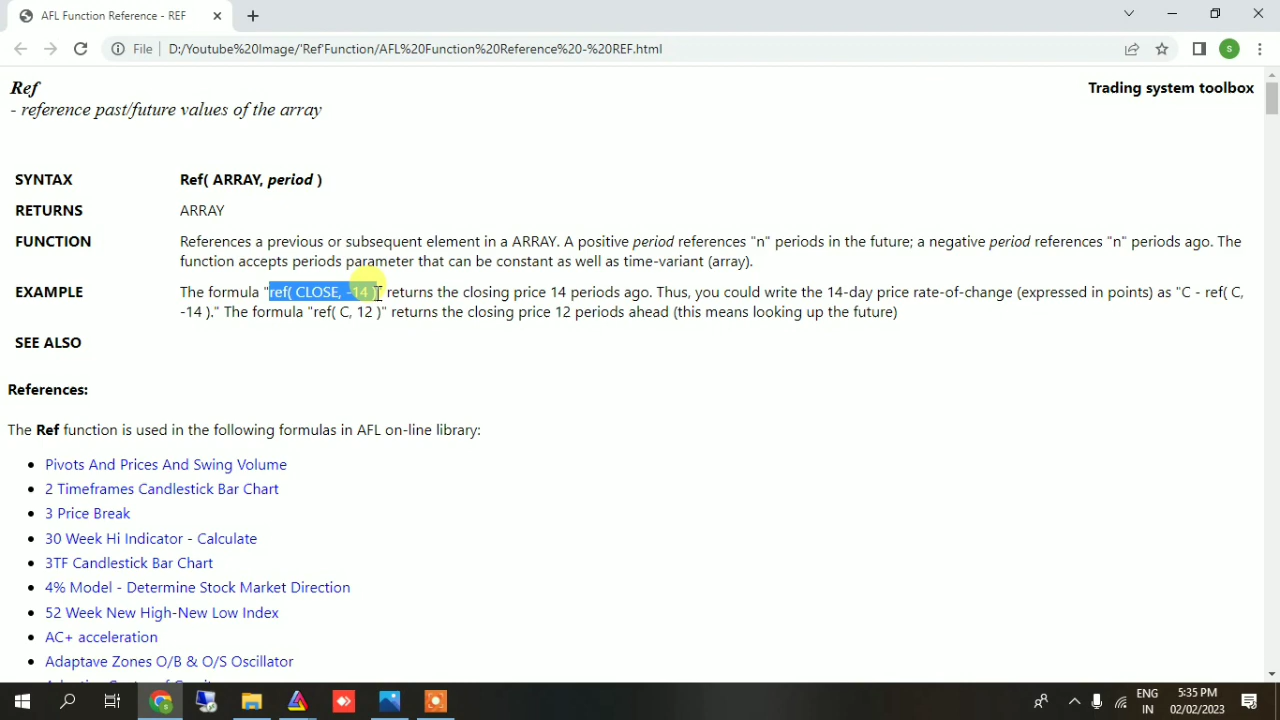 AFL Function Reference - REF
File
D:/Youtube%20Image/'Ref'Function/AFL%20Function%20Reference%20-%20REF.html
S
Ref
- reference past/future values of the array
Trading system toolbox
SYNTAX
Ref( ARRAY, period )
RETURNS
ARRAY
FUNCTION
References a previous or subsequent element in a ARRAY. A positive period references "n" periods in the future; a negative period references "n" periods ago. The
function accepts periods parameter that can be constant as well as time-variant (array).
EXAMPLE
The formula "ref( CLOSE, -14 )" returns the closing price 14 periods ago. Thus, you could write the 14-day price rate-of-change (expressed in points) as "C - ref( C,
-14 )." The formula "ref( C, 12 )" returns the closing price 12 periods ahead (this means looking up the future)
SEE ALSO
References:
The Ref function is used in the following formulas in AFL on-line library:
Pivots And Prices And Swing Volume
2 Timeframes Candlestick Bar Chart
3 Price Break
30 Week Hi Indicator - Calculate
3TF Candlestick Bar Chart
4% Model - Determine Stock Market Direction
52 Week New High-New Low Index
AC+ acceleration
Adaptave Zones O/B & O/S Oscillator
ENG
IN
5:35 PM
02/02/2023